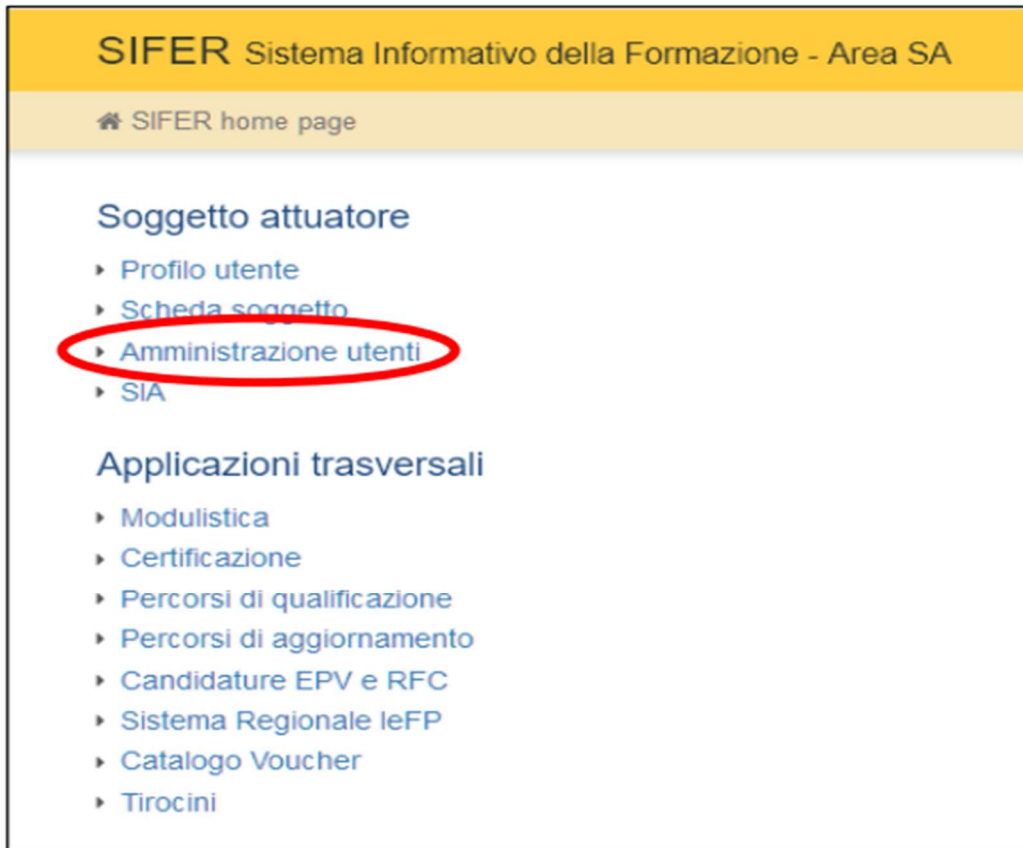 SIFER Sistema Informativo della Formazione - Area SA
SIFER home page
Soggetto attuatore
Profilo utente
Scheda soggetto
Amministrazione utenti
SIA
Applicazioni trasversali
Modulistica
Certificazione
Percorsi di qualificazione
Percorsi di aggiornamento
Candidature EPV e RFC
Sistema Regionale IeFP
Catalogo Voucher
Tirocini